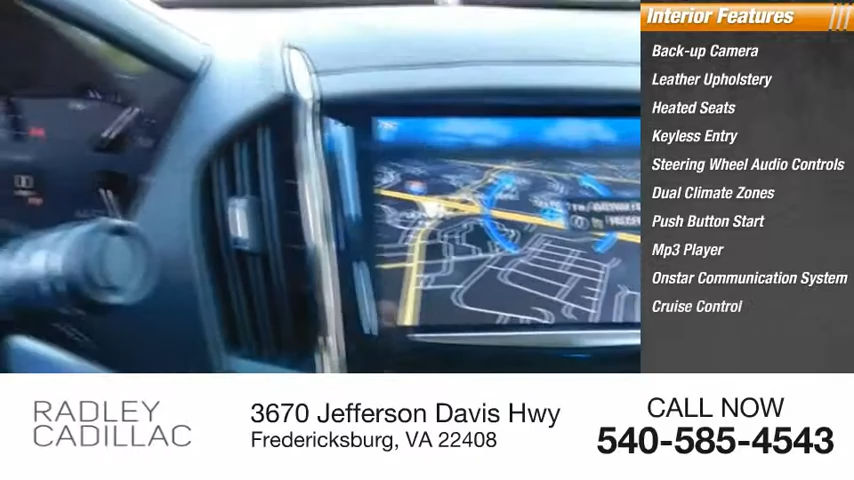 Interior Features
Back-up Camera
Leather Upholstery
Heated Seats
Keyless Entry
Steering Wheel Audio Controls
Dual Climate Zones
Push Button Start
Mp3 Player
Onstar Communication System
Cruise Control
RADLEY
CADILLAC
3670 Jefferson Davis Hwy
Fredericksburg, VA 22408
CALL NOW
540-585-4543